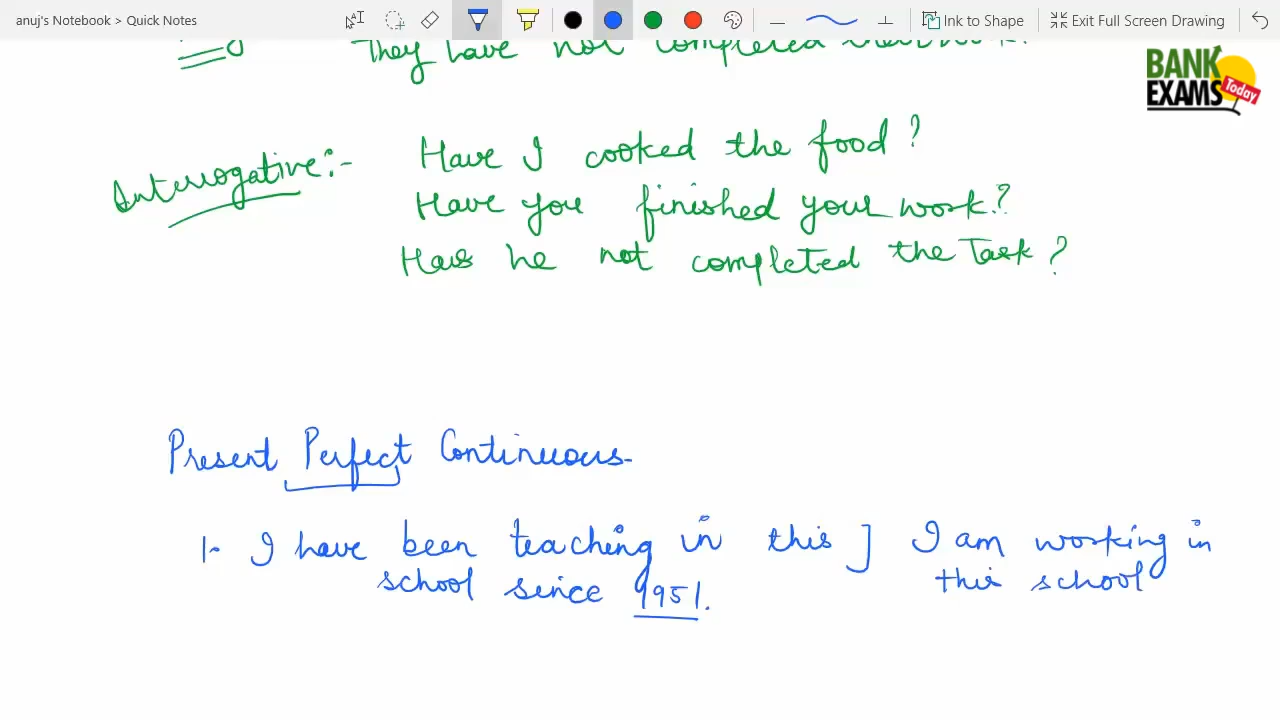 anuj's Notebook > Quick Notes
Ink to Shape
Exit Full Screen Drawing
They have not completed their work.
BANK
EXAMS
Today
Interrogative:-
Have I cooked the food?
Have you finished your work?
Has he not completed the Task?
Present Perfect Continuous-
1. I have been teaching in this ] I am working in
school since 1951. this school